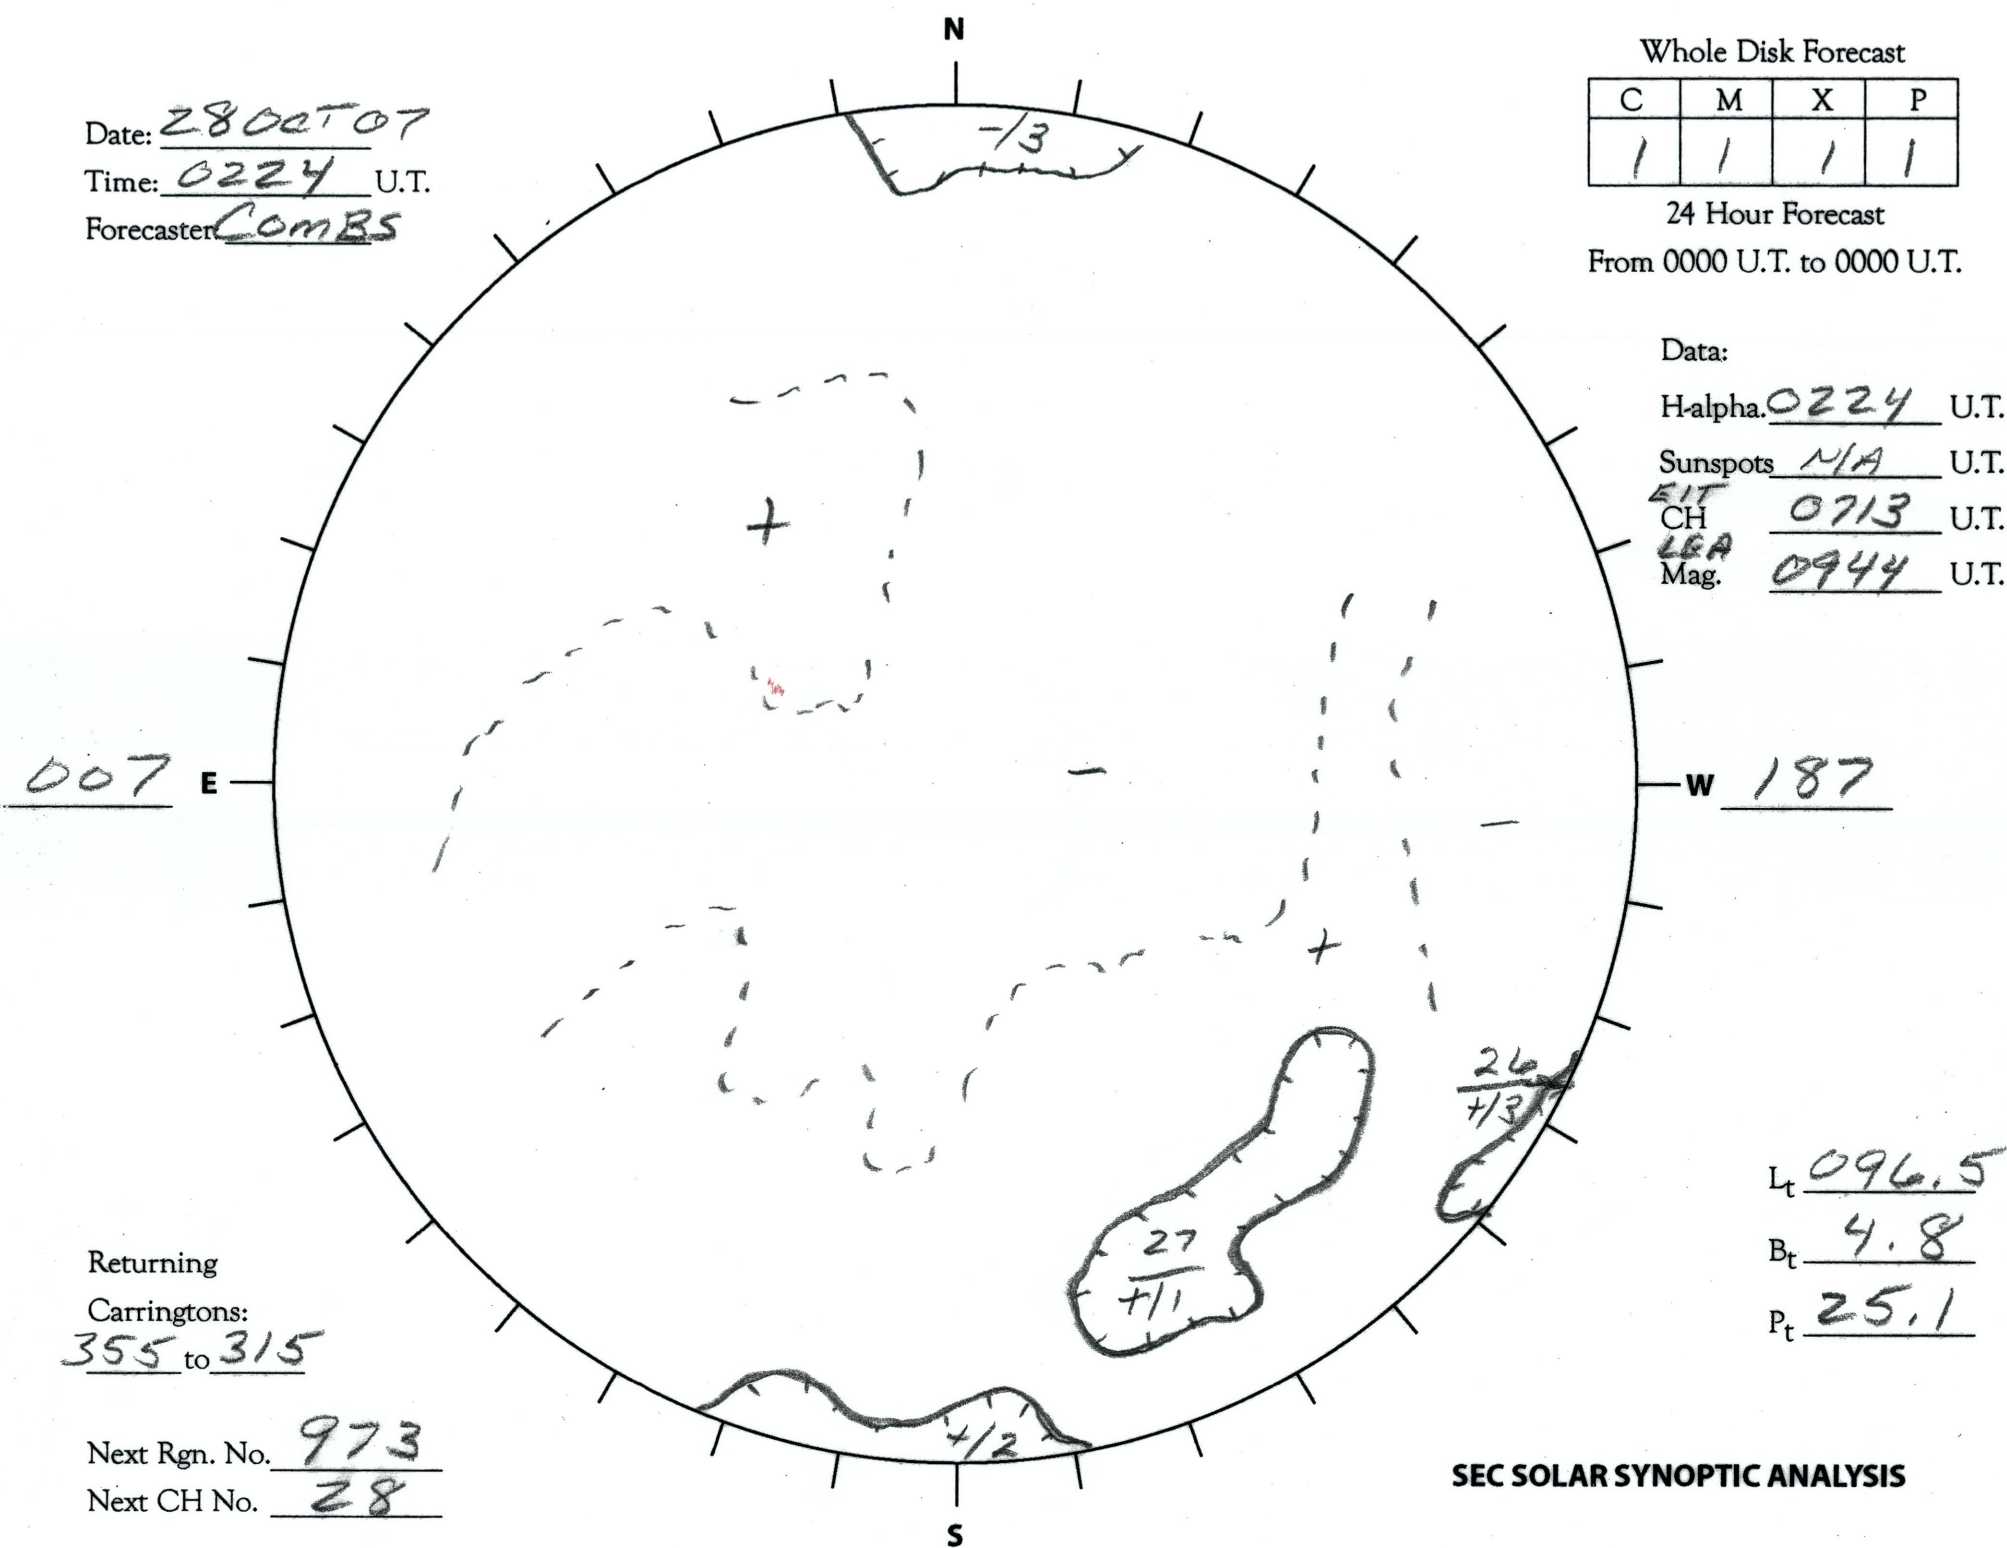 N
Date: 28 OCT 07
Time: 0224 U.T.
Forecaster COMBS
Whole Disk Forecast
C M X P
1 1 1 1
24 Hour Forecast
From 0000 U.T. to 0000 U.T.
-/3
Data:
H-alpha. 0224 U.T.
Sunspots N/A U.T.
EIT
CH 0713 U.T.
LEA
Mag. 0944 U.T.
+
007 E
–
W 187
–
+
26
+/3
27
+/1
+/2
Lt 096.5
Bt 4.8
Pt 25.1
Returning
Carringtons:
355 to 315
Next Rgn. No. 973
Next CH No. 28
SEC SOLAR SYNOPTIC ANALYSIS
S